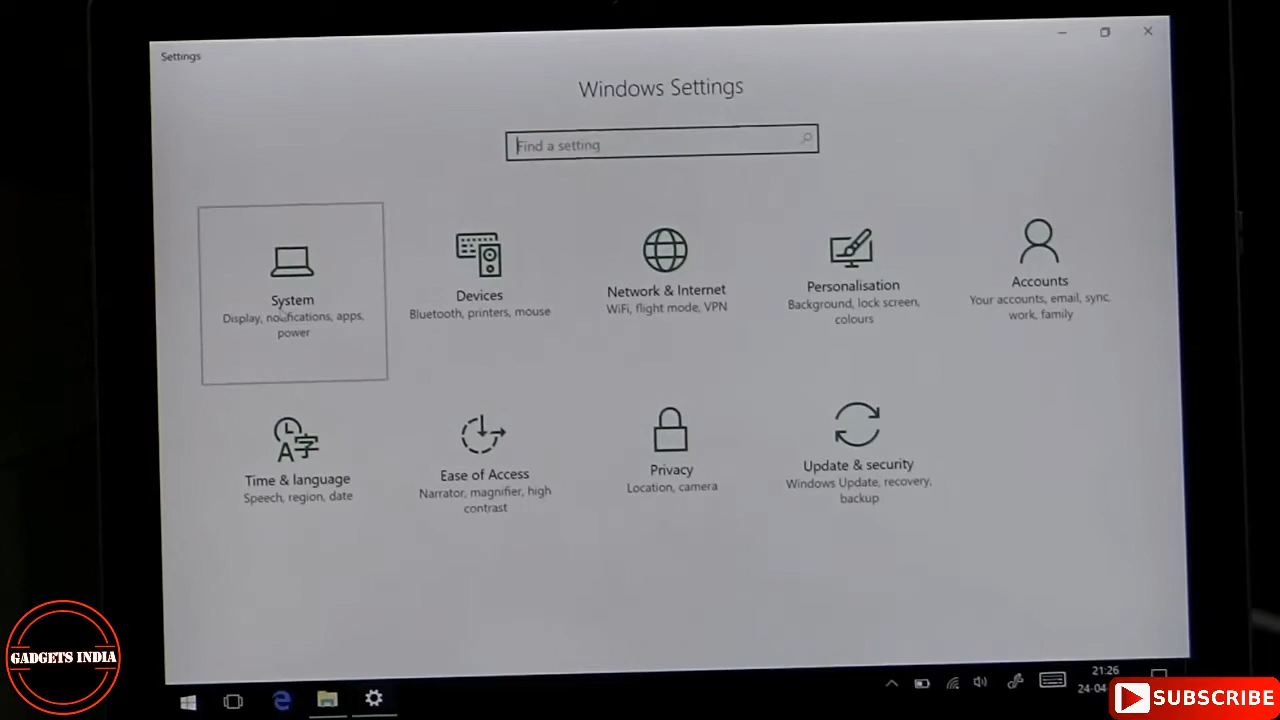 Settings
Windows Settings
Find a setting
System
Display, notifications, apps,
power
Devices
Bluetooth, printers, mouse
Network & Internet
WiFi, flight mode, VPN
Personalisation
Background, lock screen,
colours
Accounts
Your accounts, email, sync,
work, family
Time & language
Speech, region, date
Ease of Access
Narrator, magnifier, high
contrast
Privacy
Location, camera
Update & security
Windows Update, recovery,
backup
GADGETS INDIA
21:26
24-04
SUBSCRIBE